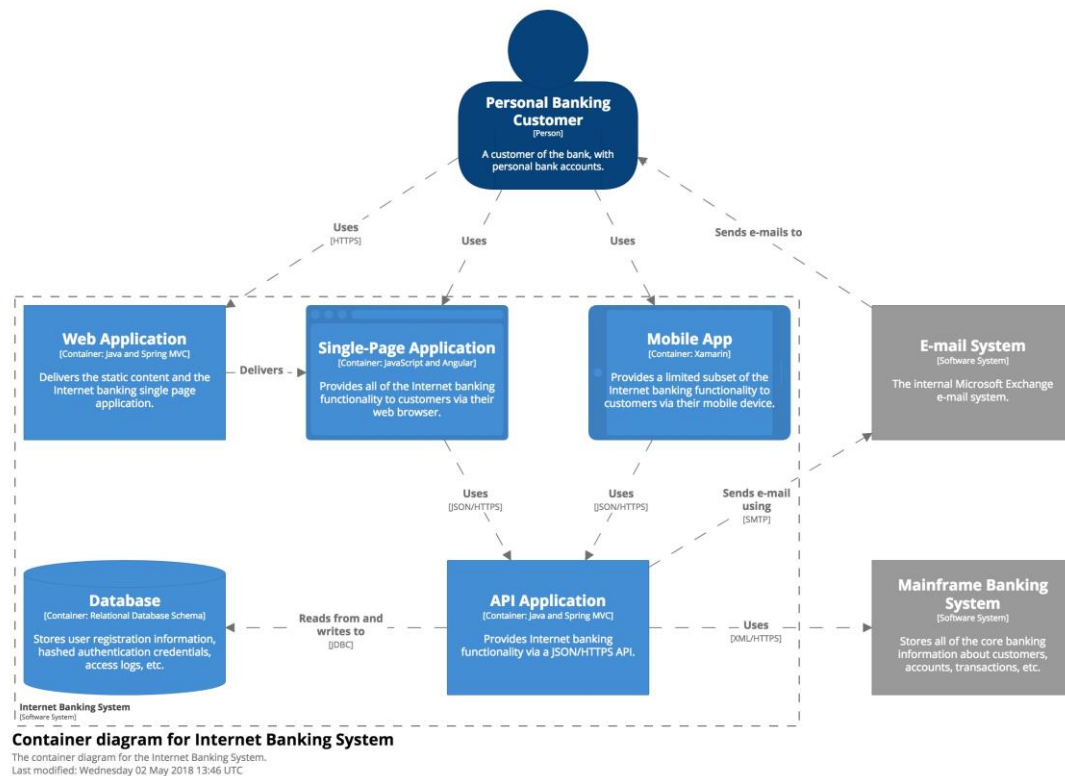 Personal Banking
Customer
[Person]
A customer of the bank, with
personal bank accounts.
Uses
[HTTPS]
Uses
Uses
Sends e-mails to
Web Application
[Container: Java and Spring MVC]
Delivers the static content and the
Internet banking single page
application.
Delivers
Single-Page Application
[Container: JavaScript and Angular]
Provides all of the Internet banking
functionality to customers via their
web browser.
Mobile App
[Container: Xamarin]
Provides a limited subset of the
Internet banking functionality to
customers via their mobile device.
E-mail System
[Software System]
The internal Microsoft Exchange
e-mail system.
Uses
[JSON/HTTPS]
Uses
[JSON/HTTPS]
Sends e-mail
using
[SMTP]
Database
[Container: Relational Database Schema]
Stores user registration information,
hashed authentication credentials,
access logs, etc.
Reads from and
writes to
[JDBC]
API Application
[Container: Java and Spring MVC]
Provides Internet banking
functionality via a JSON/HTTPS API.
Uses
[XML/HTTPS]
Mainframe Banking
System
[Software System]
Stores all of the core banking
information about customers,
accounts, transactions, etc.
Internet Banking System
[Software System]
Container diagram for Internet Banking System
The container diagram for the Internet Banking System.
Last modified: Wednesday 02 May 2018 13:46 UTC